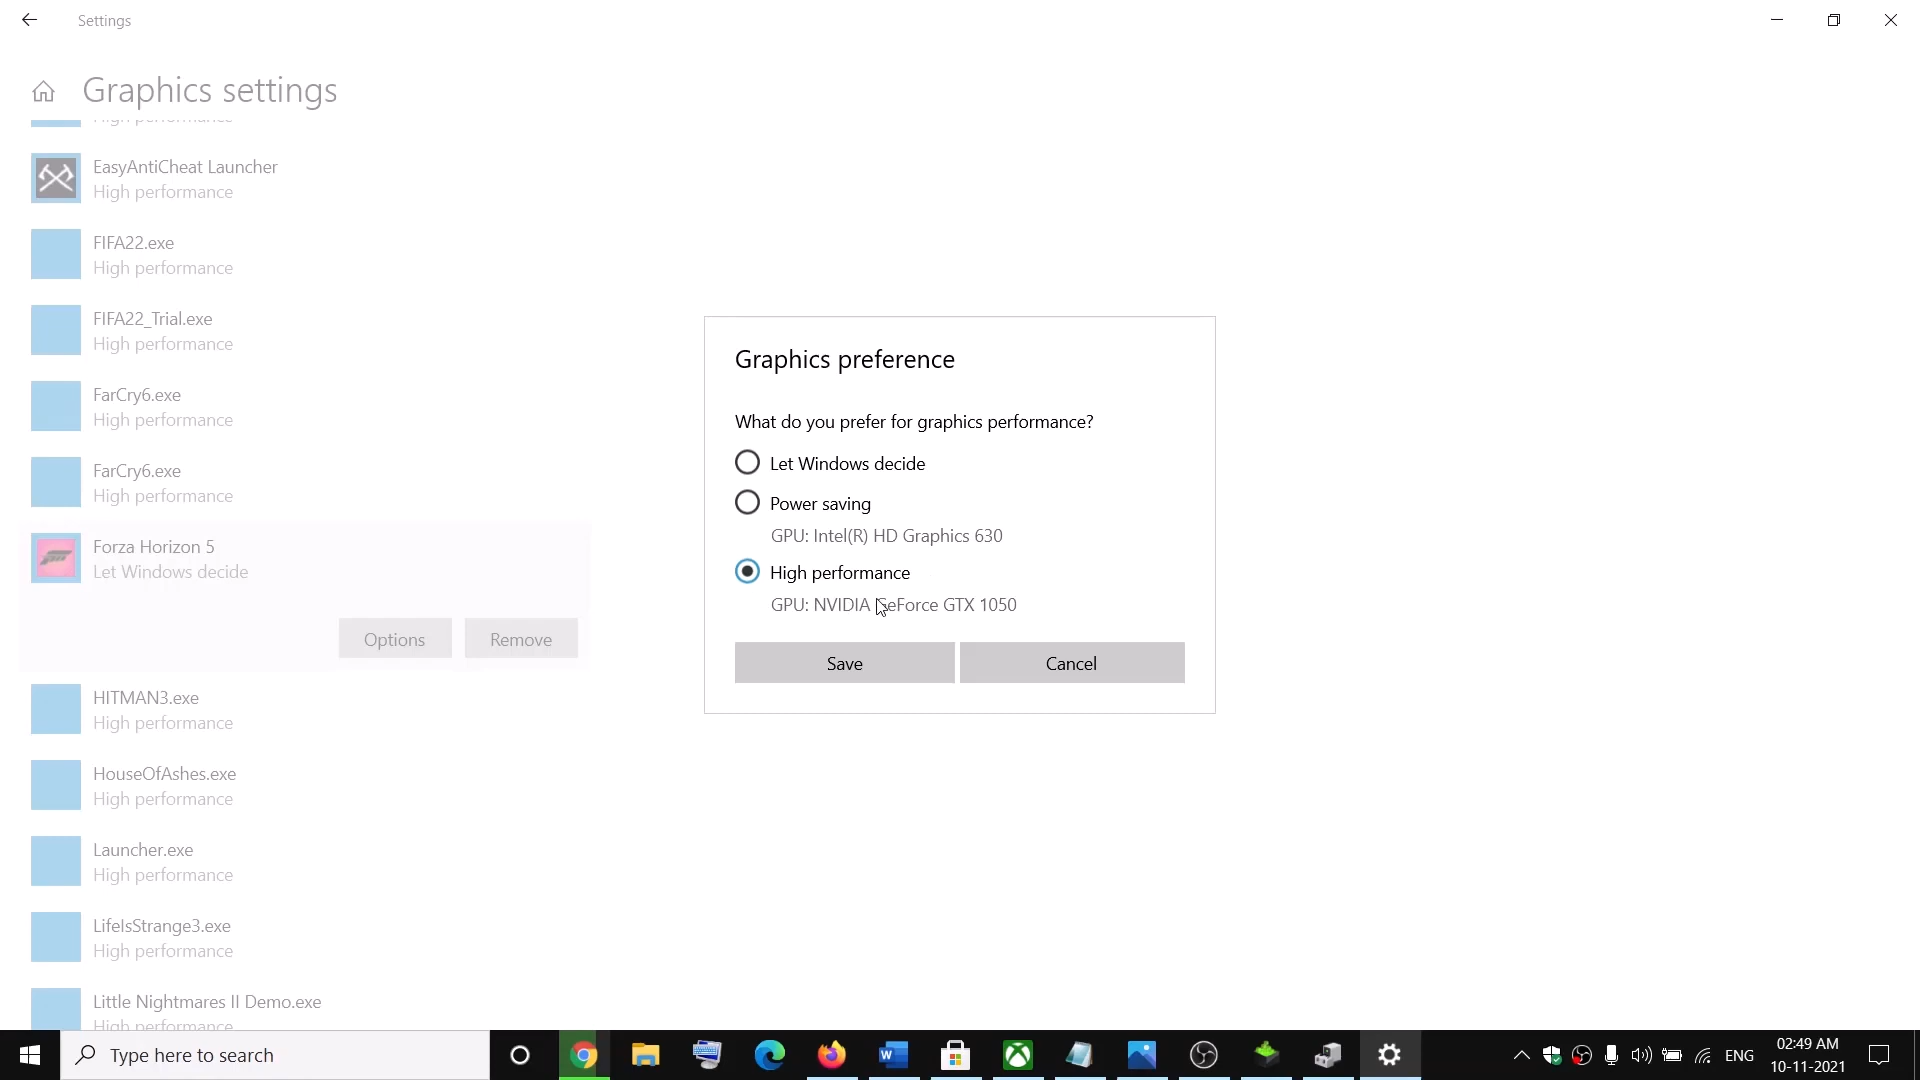 Settings
Graphics settings
High performance
EasyAntiCheat Launcher
High performance
FIFA22.exe
High performance
FIFA22_Trial.exe
High performance
FarCry6.exe
High performance
FarCry6.exe
High performance
Forza Horizon 5
Let Windows decide
Options
Remove
HITMAN3.exe
High performance
HouseOfAshes.exe
High performance
Launcher.exe
High performance
LifeIsStrange3.exe
High performance
Little Nightmares II Demo.exe
High performance
Graphics preference
What do you prefer for graphics performance?
Let Windows decide
Power saving
GPU: Intel(R) HD Graphics 630
High performance
GPU: NVIDIA GeForce GTX 1050
Save
Cancel
Type here to search
ENG
02:49 AM
10-11-2021